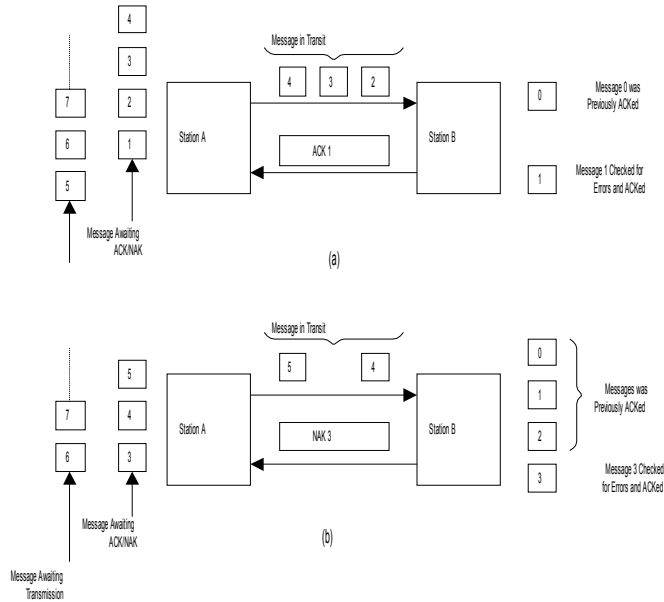 4
3
2
1
7
6
5
Message Awaiting
ACK/NAK
Station A
Message in Transit
4 3 2
ACK 1
Station B
0
Message 0 was
Previously ACKed
1
Message 1 Checked for
Errors and ACKed
(a)
5
4
3
7
6
Message Awaiting
ACK/NAK
Message Awaiting
Transmission
Station A
Message in Transit
5 4
NAK 3
Station B
0
1
2
Messages was
Previously ACKed
3
Message 3 Checked
for Errors and ACKed
(b)